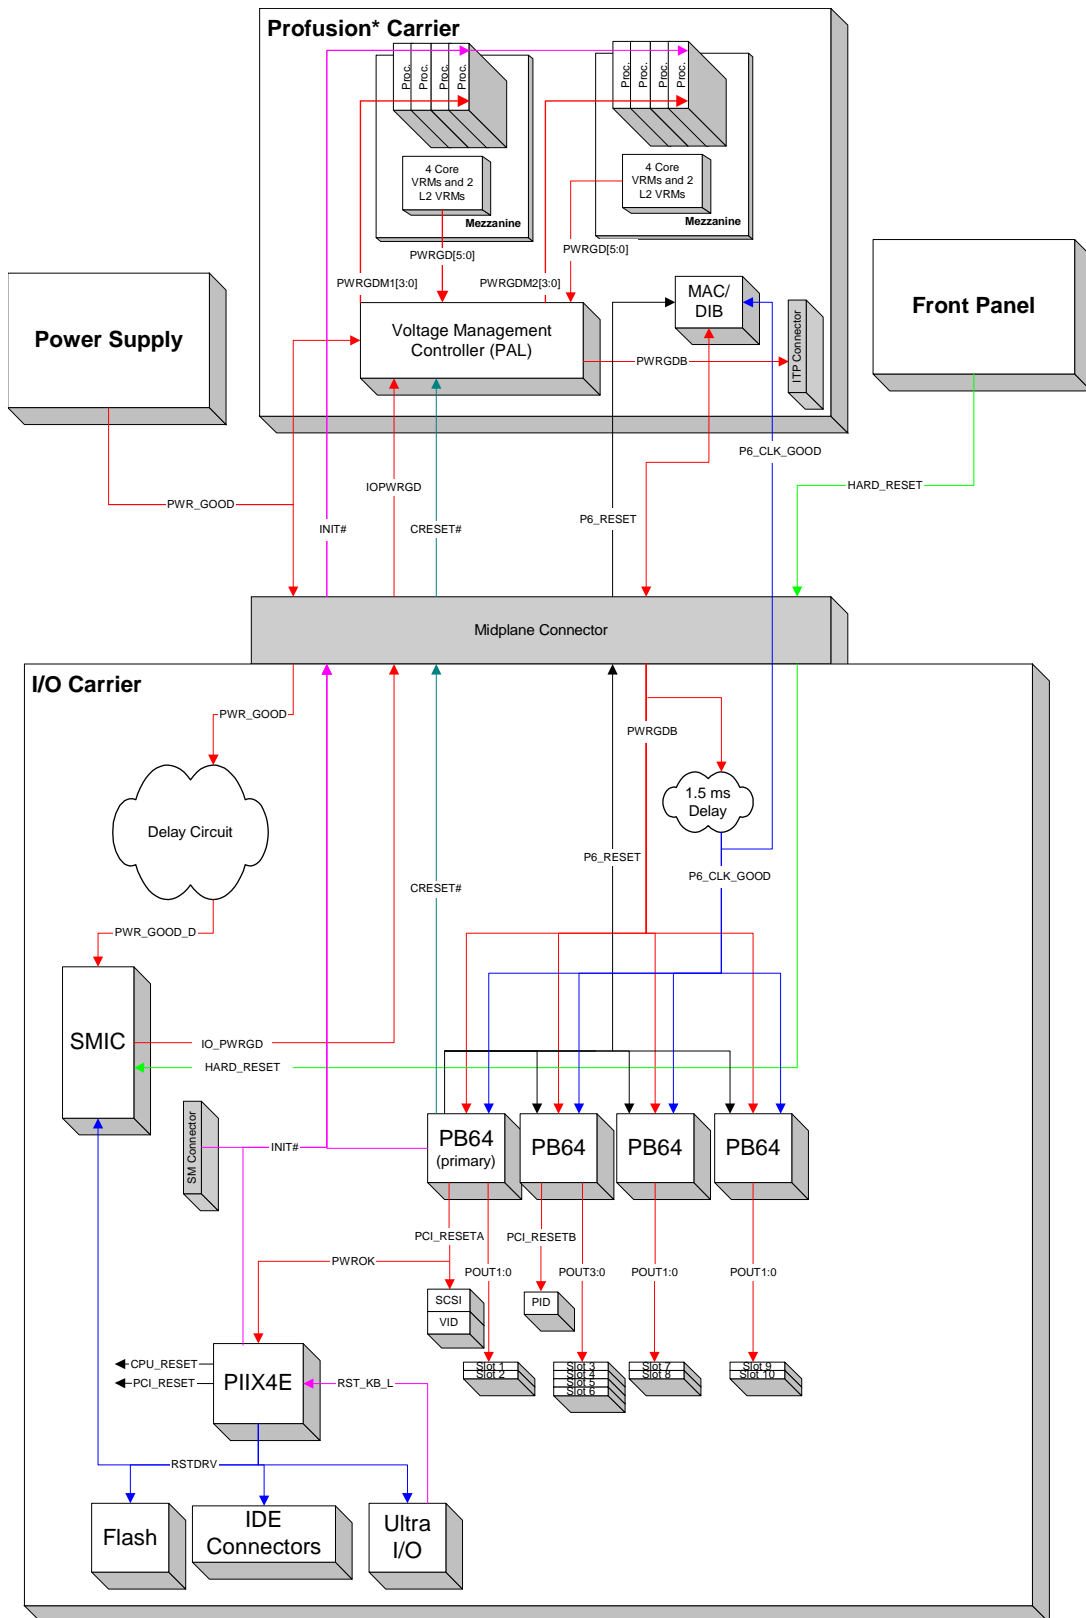 Profusion* Carrier
Proc.
Proc.
Proc.
Proc.
Proc.
Proc.
Proc.
Proc.
4 Core
VRMs and 2
L2 VRMs
Mezzanine
4 Core
VRMs and 2
L2 VRMs
Mezzanine
PWRGD[5:0]
PWRGD[5:0]
PWRGDM1[3:0]
PWRGDM2[3:0]
Power Supply
Voltage Management
Controller (PAL)
MAC/
DIB
PWRGDB
ITP Connector
Front Panel
P6_CLK_GOOD
HARD_RESET
PWR_GOOD
IOPWRGD
INIT#
CRESET#
P6_RESET
Midplane Connector
I/O Carrier
PWR_GOOD
PWRGDB
Delay Circuit
1.5 ms
Delay
P6_RESET
P6_CLK_GOOD
CRESET#
PWR_GOOD_D
SMIC
IO_PWRGD
HARD_RESET
SM Connector
INIT#
PB64
(primary)
PB64
PB64
PB64
PCI_RESETA
PCI_RESETB
PWROK
POUT1:0
POUT3:0
POUT1:0
POUT1:0
SCSI
VID
PID
Slot 1
Slot 2
Slot 3
Slot 4
Slot 5
Slot 6
Slot 7
Slot 8
Slot 9
Slot 10
CPU_RESET
PCI_RESET
PIIX4E
RST_KB_L
RSTDRV
Flash
IDE
Connectors
Ultra
I/O